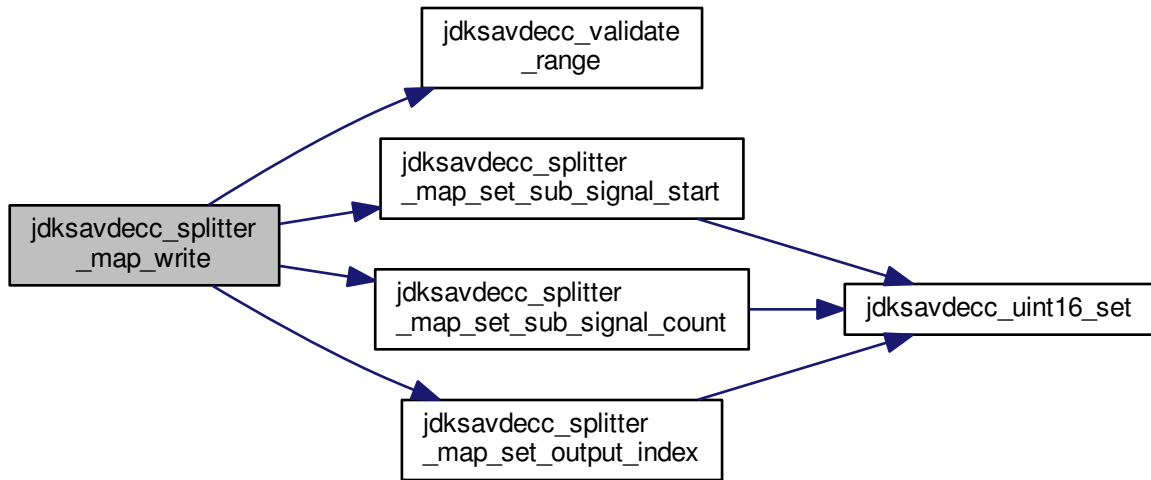 jdksavdecc_validate
_range
jdksavdecc_splitter
_map_set_sub_signal_start
jdksavdecc_splitter
_map_write
jdksavdecc_splitter
_map_set_sub_signal_count
jdksavdecc_uint16_set
jdksavdecc_splitter
_map_set_output_index